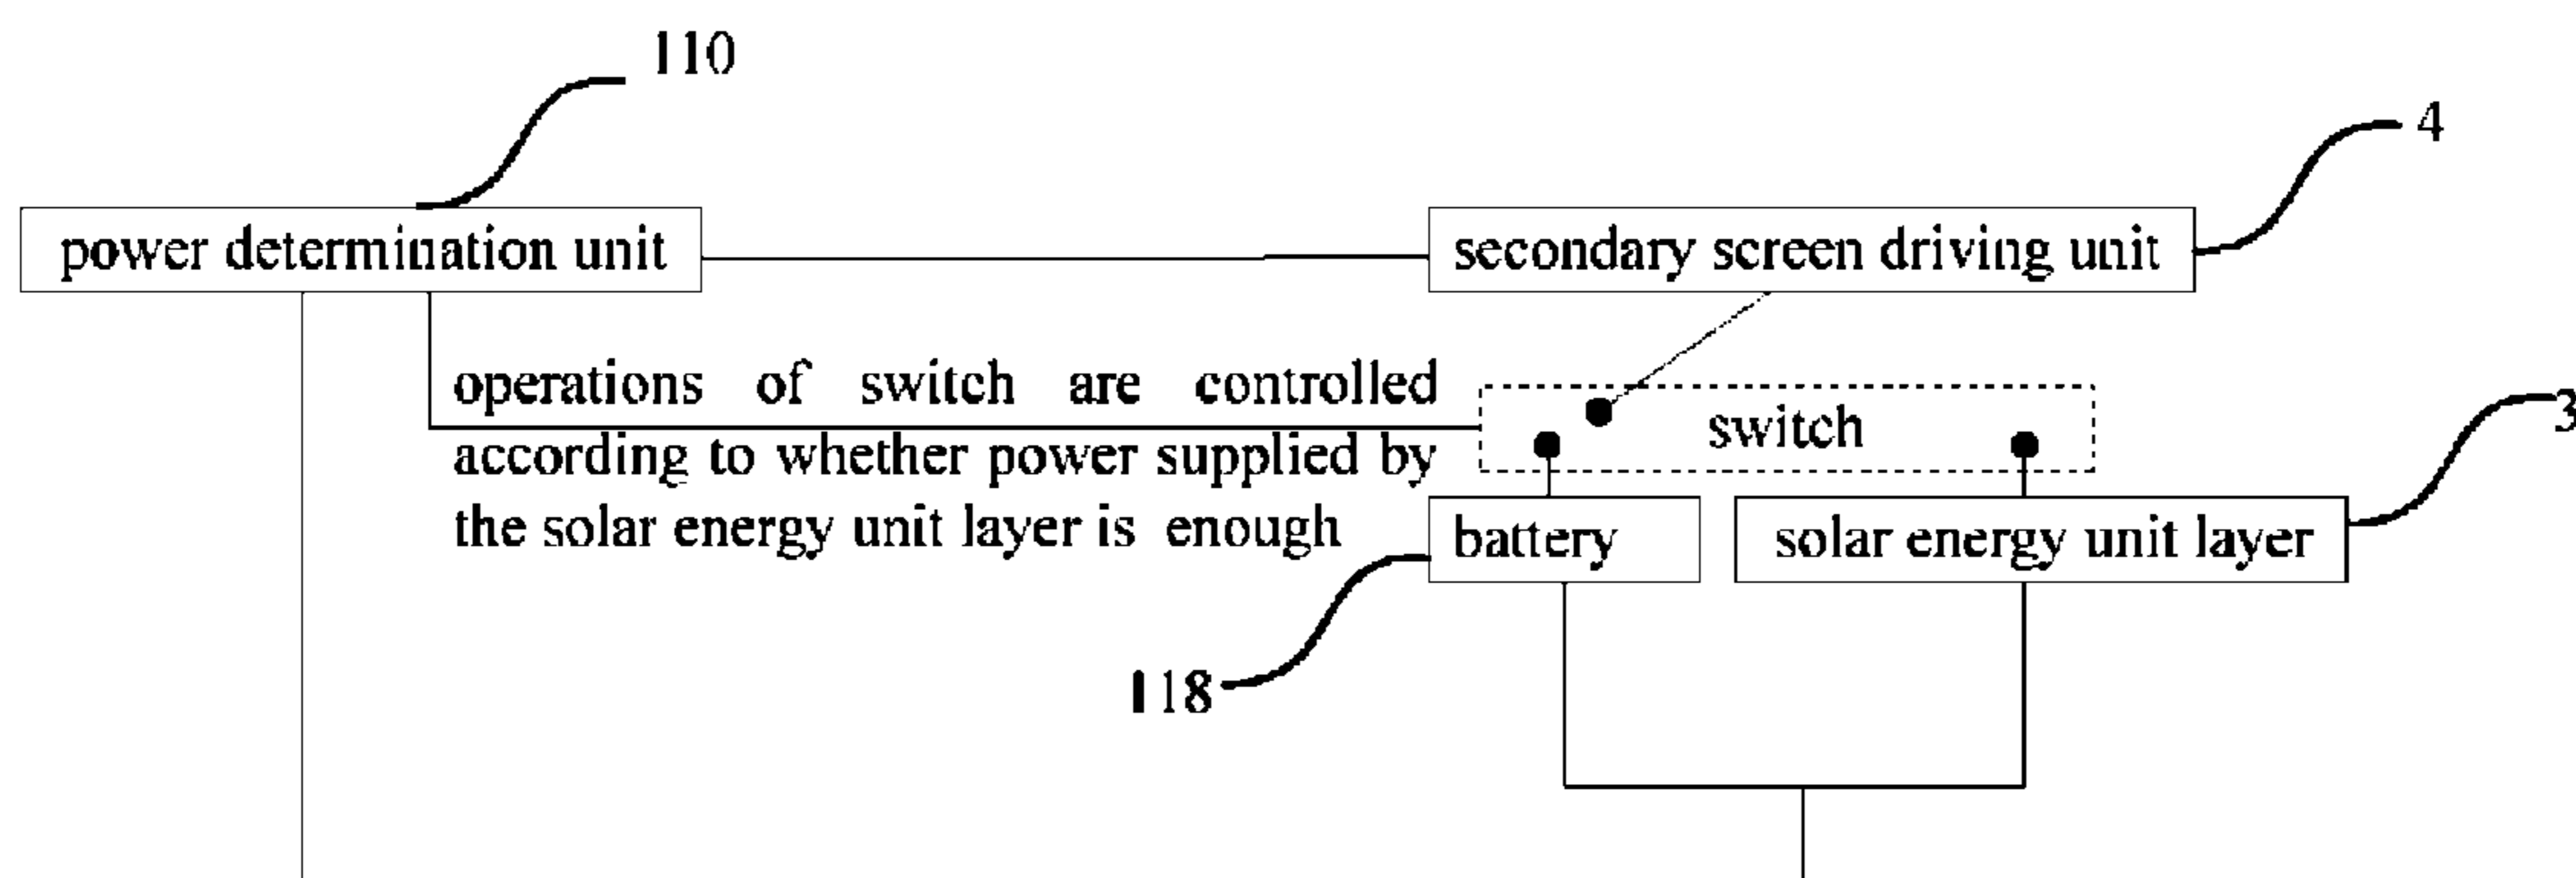 110
4
power determination unit
secondary screen driving unit
operations of switch are controlled
according to whether power supplied by
the solar energy unit layer is enough
switch
3
battery
solar energy unit layer
118